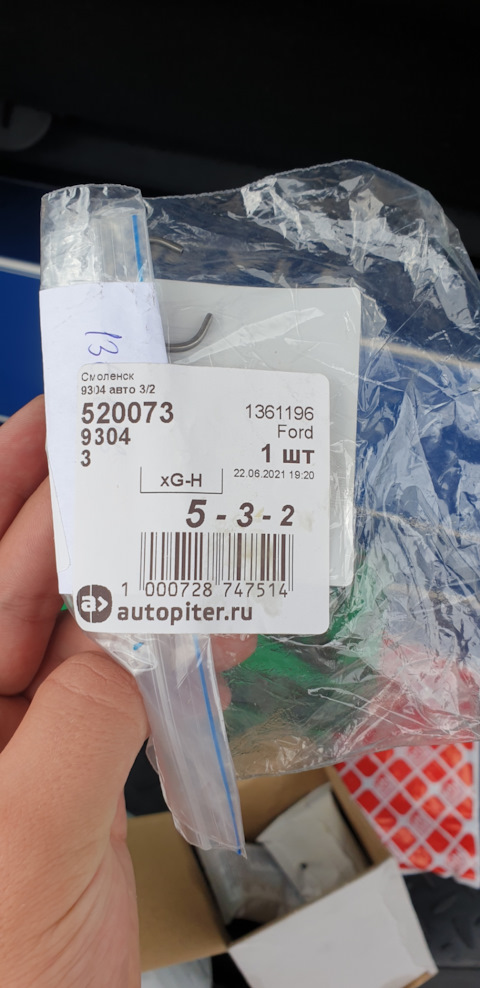 13
Смоленск
9304 авто 3/2
520073
1361196
9304
Ford
3
1 шт
22.06.2021 19:20
xG-H
5 - 3 - 2
1 000728 747514
a> autopiter.ru